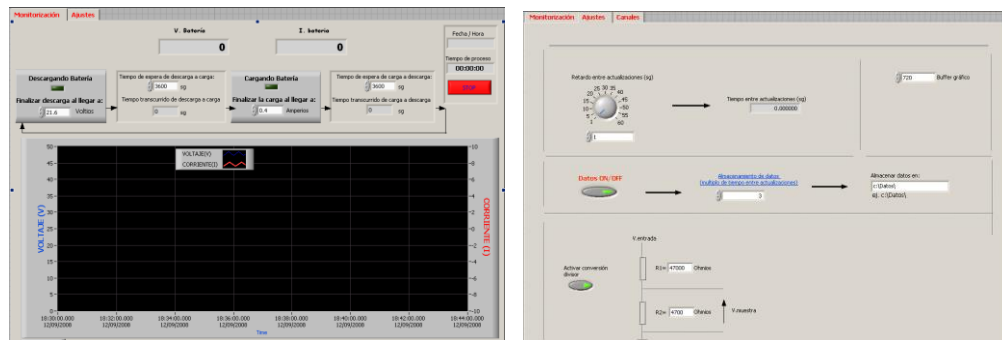 Monitorización Ajustes
V. Bateria
I. bateria
0
0
Fecha / Hora
Tiempo de proceso
00:00:00
STOP
Descargando Batería
Finalizar descarga al llegar a:
21.6 Voltios
Tiempo de espera de descarga a carga:
3600 sg
Tiempo transcurrido de descarga a carga
0 sg
Cargando Batería
Finalizar la carga al llegar a:
0.4 Amperios
Tiempo de espera de carga a descarga:
3600 sg
Tiempo transcurrido de carga a descarga
0 sg
VOLTAJE(V)
CORRIENTE(I)
VOLTAJE (V)
50
45
40
35
30
25
20
15
10
5
0
10
8
6
4
2
0
-2
-4
-6
-8
-10
CORRIENTE (I)
18:30:00.000 18:32:00.000 18:34:00.000 18:36:00.000 18:38:00.000 18:40:00.000 18:42:00.000 18:44:00.000
12/09/2008 12/09/2008 12/09/2008 12/09/2008 12/09/2008 12/09/2008 12/09/2008 12/09/2008
Time
Monitorización Ajustes Canales
Retardo entre actualizaciones (sg)
1 5 10 15 20 25 30 35 40 45 50 55 60
1
Tiempo entre actualizaciones (sg)
0.000000
720 Buffer gráfico
Datos ON/OFF
Almacenamiento de datos
(multiplo de tiempo entre actualizaciones)
3
Almacenar datos en:
c:\Datos\
ej. c:\Datos\
V.entrada
Activar conversión
divisor
R1= 47000 Ohmios
R2= 4700 Ohmios
V.muestra